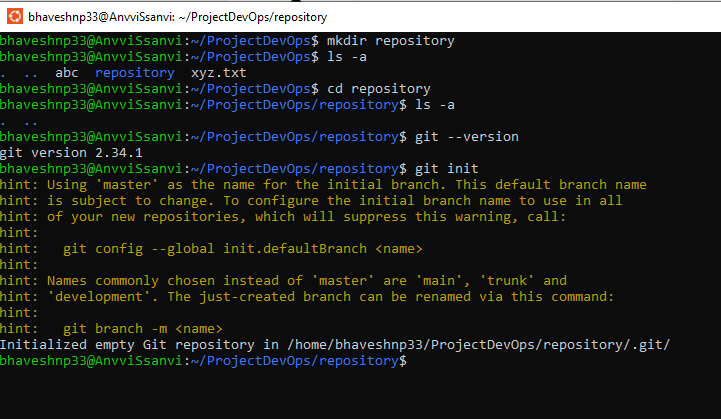 bhaveshnp33@AnvviSsanvi: ~/ProjectDevOps/repository
bhaveshnp33@AnvviSsanvi:~/ProjectDevOps$ mkdir repository
bhaveshnp33@AnvviSsanvi:~/ProjectDevOps$ ls -a
.  ..  abc  repository  xyz.txt
bhaveshnp33@AnvviSsanvi:~/ProjectDevOps$ cd repository
bhaveshnp33@AnvviSsanvi:~/ProjectDevOps/repository$ ls -a
.  ..
bhaveshnp33@AnvviSsanvi:~/ProjectDevOps/repository$ git --version
git version 2.34.1
bhaveshnp33@AnvviSsanvi:~/ProjectDevOps/repository$ git init
hint: Using 'master' as the name for the initial branch. This default branch name
hint: is subject to change. To configure the initial branch name to use in all
hint: of your new repositories, which will suppress this warning, call:
hint:
hint:   git config --global init.defaultBranch <name>
hint:
hint: Names commonly chosen instead of 'master' are 'main', 'trunk' and
hint: 'development'. The just-created branch can be renamed via this command:
hint:
hint:   git branch -m <name>
Initialized empty Git repository in /home/bhaveshnp33/ProjectDevOps/repository/.git/
bhaveshnp33@AnvviSsanvi:~/ProjectDevOps/repository$